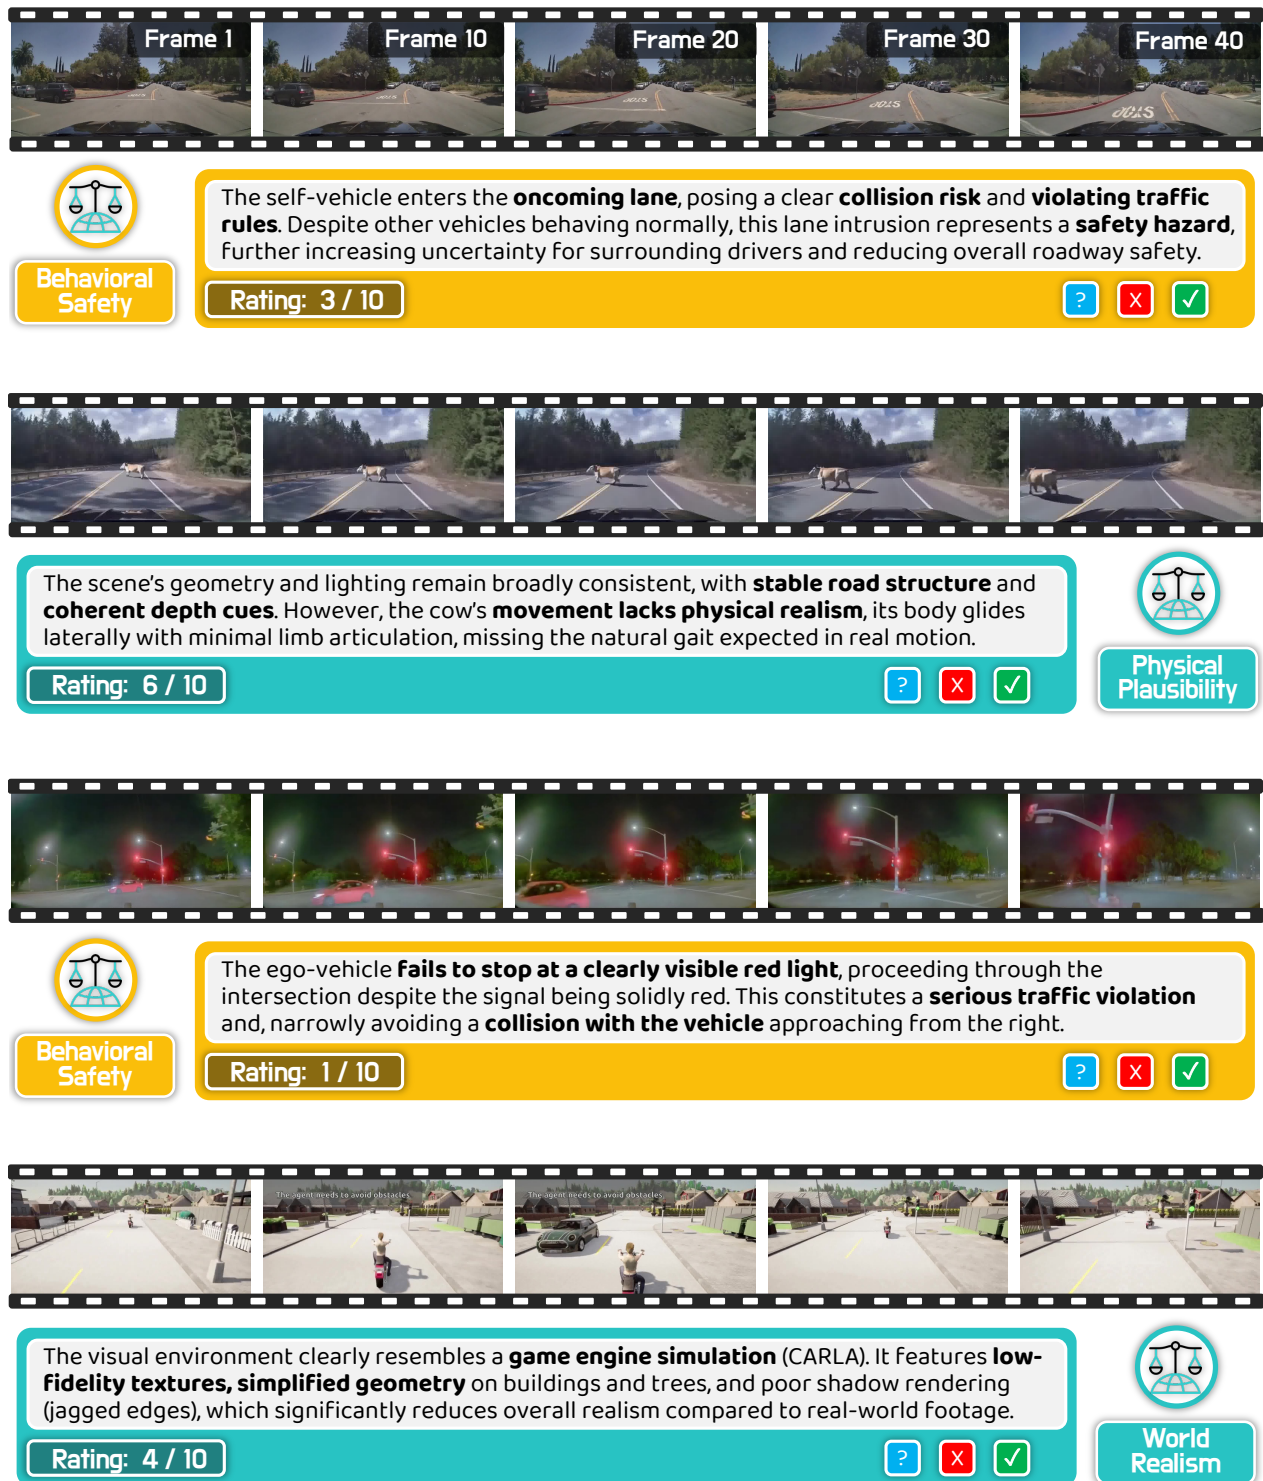 Frame 1
Frame 10
Frame 20
Frame 30
Frame 40
STOP
STOP
STOP
STOP
STOP
The self-vehicle enters the oncoming lane, posing a clear collision risk and violating traffic
rules. Despite other vehicles behaving normally, this lane intrusion represents a safety hazard,
further increasing uncertainty for surrounding drivers and reducing overall roadway safety.
Behavioral
Safety
Rating: 3 / 10
?
X
✓
The scene's geometry and lighting remain broadly consistent, with stable road structure and
coherent depth cues. However, the cow's movement lacks physical realism, its body glides
laterally with minimal limb articulation, missing the natural gait expected in real motion.
Rating: 6 / 10
?
X
✓
Physical
Plausibility
The ego-vehicle fails to stop at a clearly visible red light, proceeding through the
intersection despite the signal being solidly red. This constitutes a serious traffic violation
and, narrowly avoiding a collision with the vehicle approaching from the right.
Behavioral
Safety
Rating: 1 / 10
?
X
✓
The agent needs to avoid obstacles
The agent needs to avoid obstacles
The visual environment clearly resembles a game engine simulation (CARLA). It features low-
fidelity textures, simplified geometry on buildings and trees, and poor shadow rendering
(jagged edges), which significantly reduces overall realism compared to real-world footage.
Rating: 4 / 10
?
X
✓
World
Realism